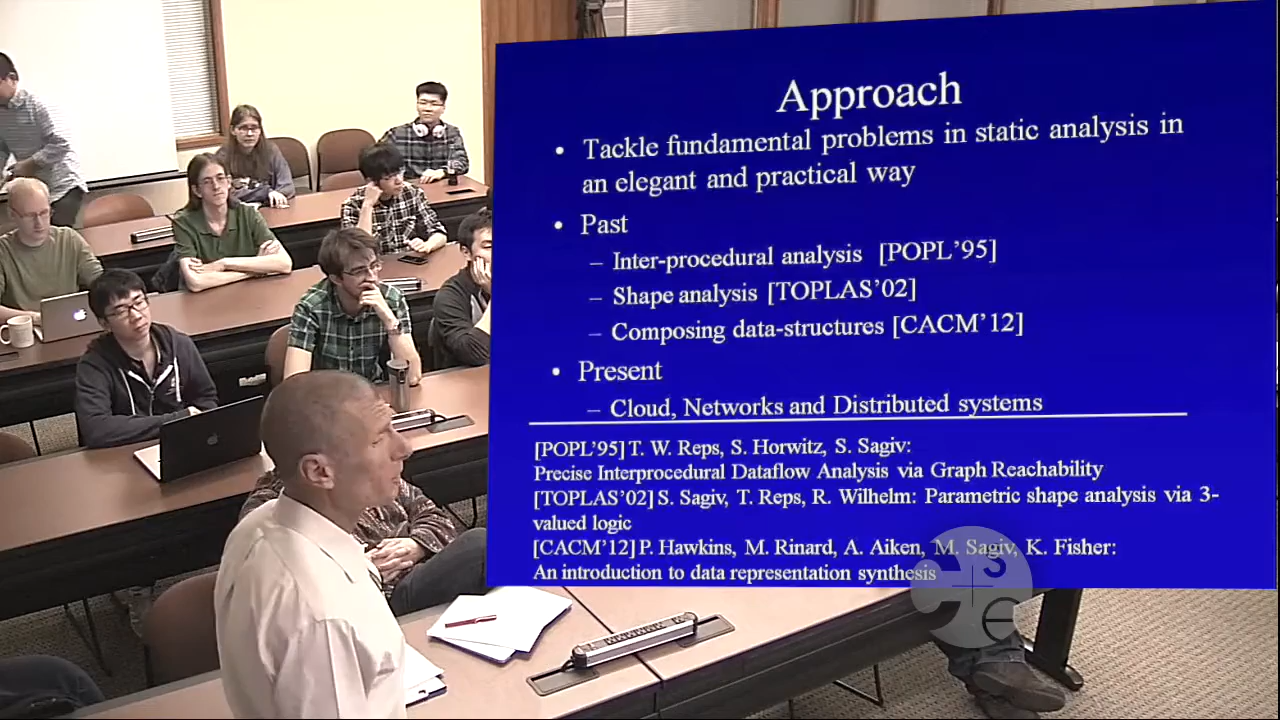 Approach
• Tackle fundamental problems in static analysis in
an elegant and practical way
• Past
– Inter-procedural analysis [POPL’95]
– Shape analysis [TOPLAS’02]
– Composing data-structures [CACM’12]
• Present
– Cloud, Networks and Distributed systems
[POPL’95] T. W. Reps, S. Horwitz, S. Sagiv:
Precise Interprocedural Dataflow Analysis via Graph Reachability
[TOPLAS’02] S. Sagiv, T. Reps, R. Wilhelm: Parametric shape analysis via 3-
valued logic
[CACM’12] P. Hawkins, M. Rinard, A. Aiken, M. Sagiv, K. Fisher:
An introduction to data representation synthesis